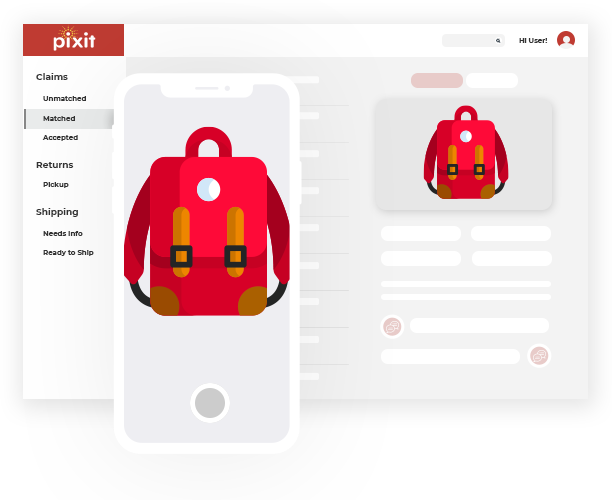 pixit
HI User!
Claims
Unmatched
Matched
Accepted
Returns
Pickup
Shipping
Needs Info
Ready to Ship